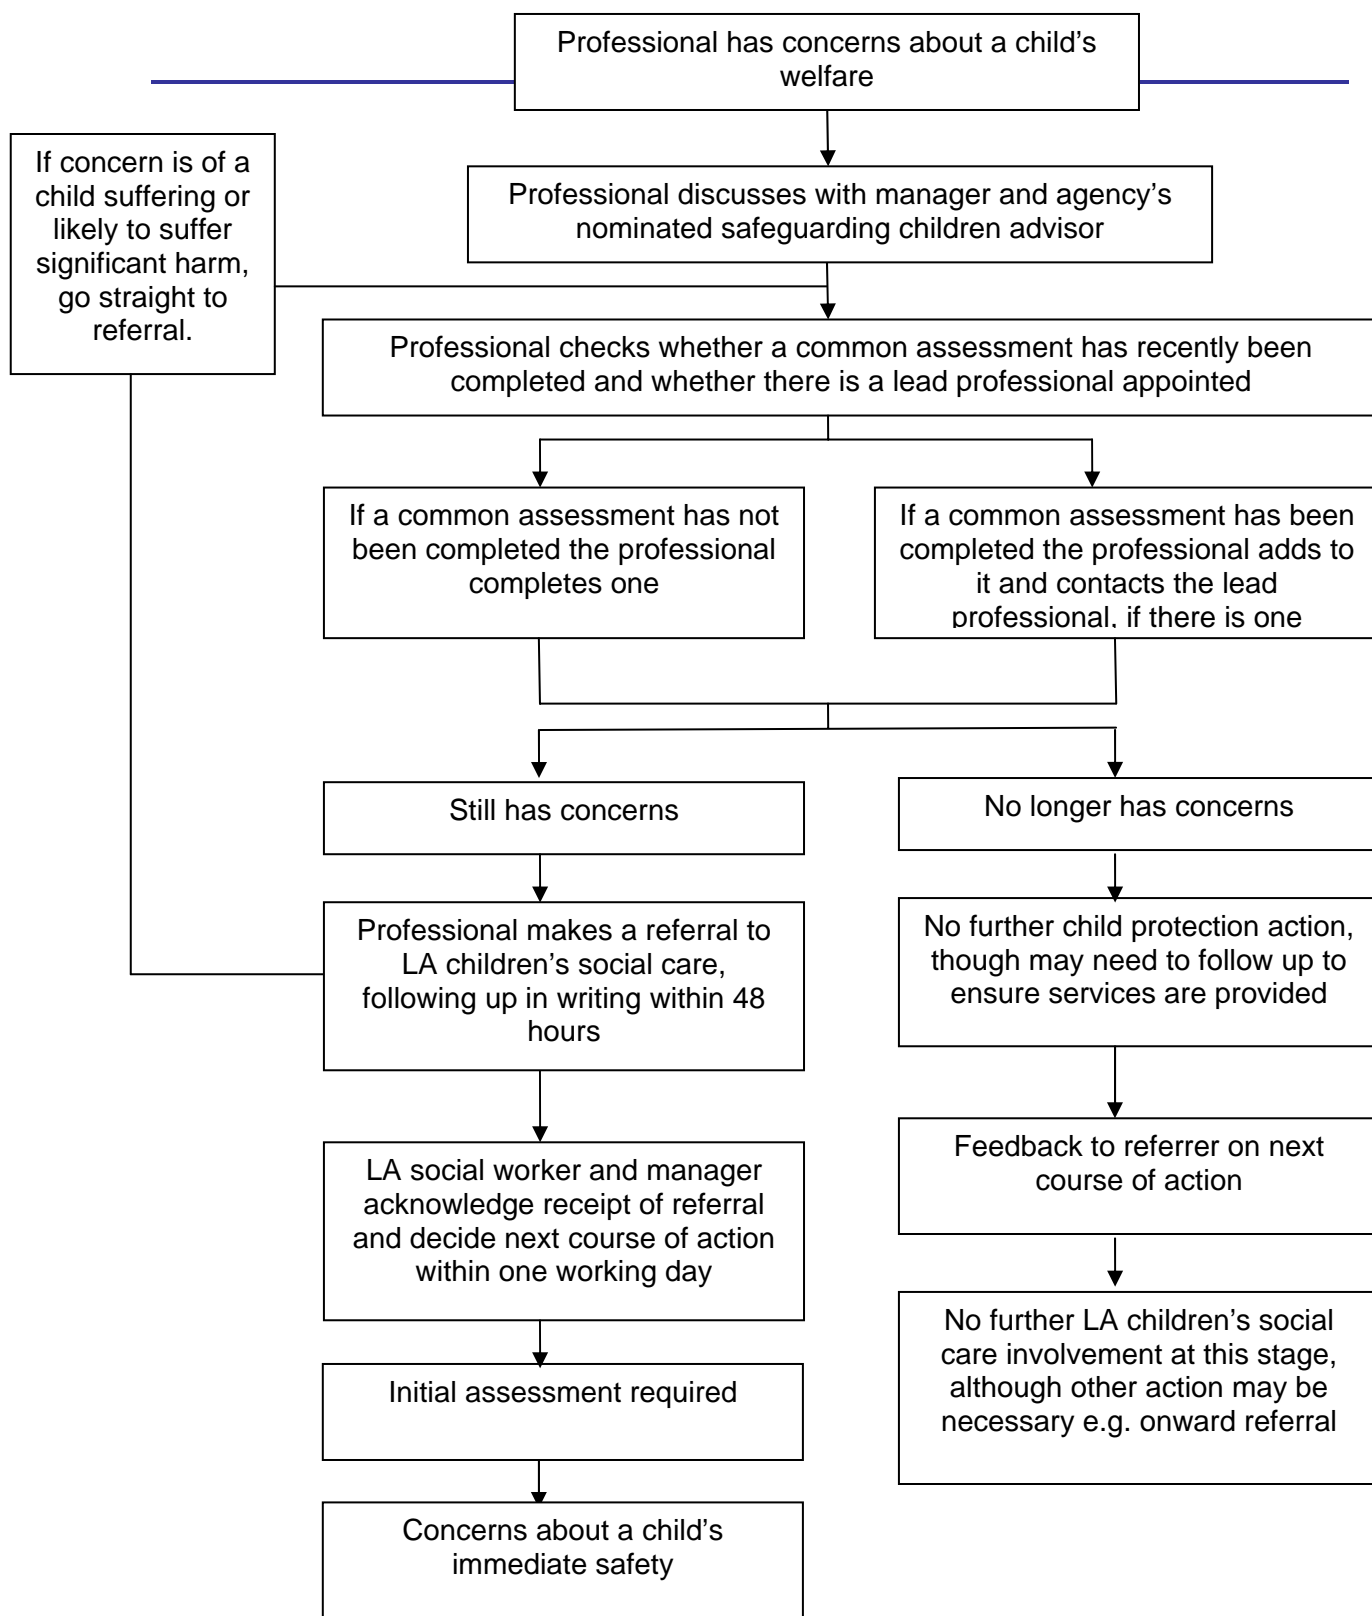 Professional has concerns about a child's
welfare
If concern is of a
child suffering or
likely to suffer
significant harm,
go straight to
referral.
Professional discusses with manager and agency's
nominated safeguarding children advisor
Professional checks whether a common assessment has recently been
completed and whether there is a lead professional appointed
If a common assessment has not
been completed the professional
completes one
If a common assessment has been
completed the professional adds to
it and contacts the lead
professional, if there is one
Still has concerns
No longer has concerns
Professional makes a referral to
LA children's social care,
following up in writing within 48
hours
No further child protection action,
though may need to follow up to
ensure services are provided
LA social worker and manager
acknowledge receipt of referral
and decide next course of action
within one working day
Feedback to referrer on next
course of action
Initial assessment required
No further LA children's social
care involvement at this stage,
although other action may be
necessary e.g. onward referral
Concerns about a child's
immediate safety